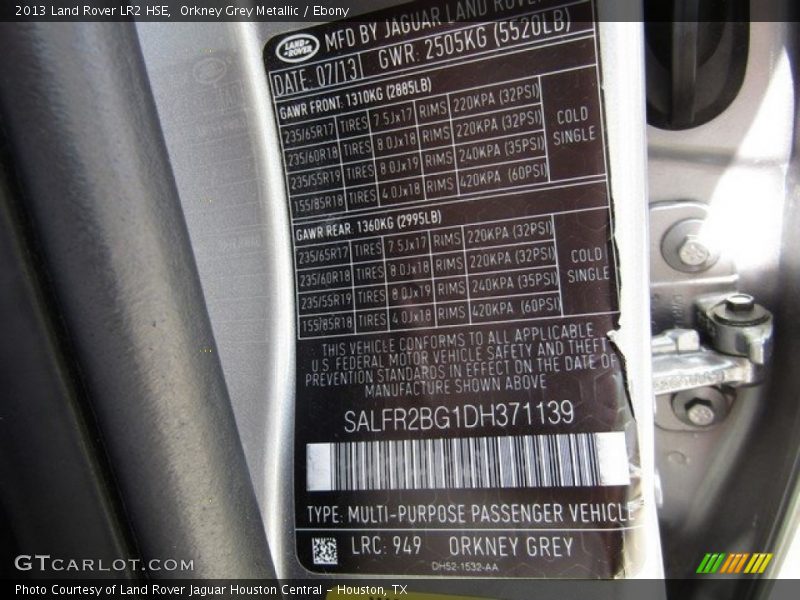 2013 Land Rover LR2 HSE, Orkney Grey Metallic / Ebony
LAND ROVER
MFD BY JAGUAR LAND ROVER
DATE: 07/13 GWR: 2505KG (5520LB)
GAWR FRONT: 1310KG (2885LB)
235/65R17 TIRES 7.5Jx17 RIMS 220KPA (32PSI)
235/60R18 TIRES 8.0Jx18 RIMS 220KPA (32PSI)
235/55R19 TIRES 8.0Jx19 RIMS 240KPA (35PSI)
155/85R18 TIRES 4.0Jx18 RIMS 420KPA (60PSI)
COLD
SINGLE
GAWR REAR: 1360KG (2995LB)
235/65R17 TIRES 7.5Jx17 RIMS 220KPA (32PSI)
235/60R18 TIRES 8.0Jx18 RIMS 220KPA (32PSI)
235/55R19 TIRES 8.0Jx19 RIMS 240KPA (35PSI)
155/85R18 TIRES 4.0Jx18 RIMS 420KPA (60PSI)
COLD
SINGLE
THIS VEHICLE CONFORMS TO ALL APPLICABLE
U.S FEDERAL MOTOR VEHICLE SAFETY AND THEFT
PREVENTION STANDARDS IN EFFECT ON THE DATE OF
MANUFACTURE SHOWN ABOVE
SALFR2BG1DH371139
TYPE: MULTI-PURPOSE PASSENGER VEHICLE
LRC: 949 ORKNEY GREY
DH52-1532-AA
GTCARLOT.COM
Photo Courtesy of Land Rover Jaguar Houston Central - Houston, TX